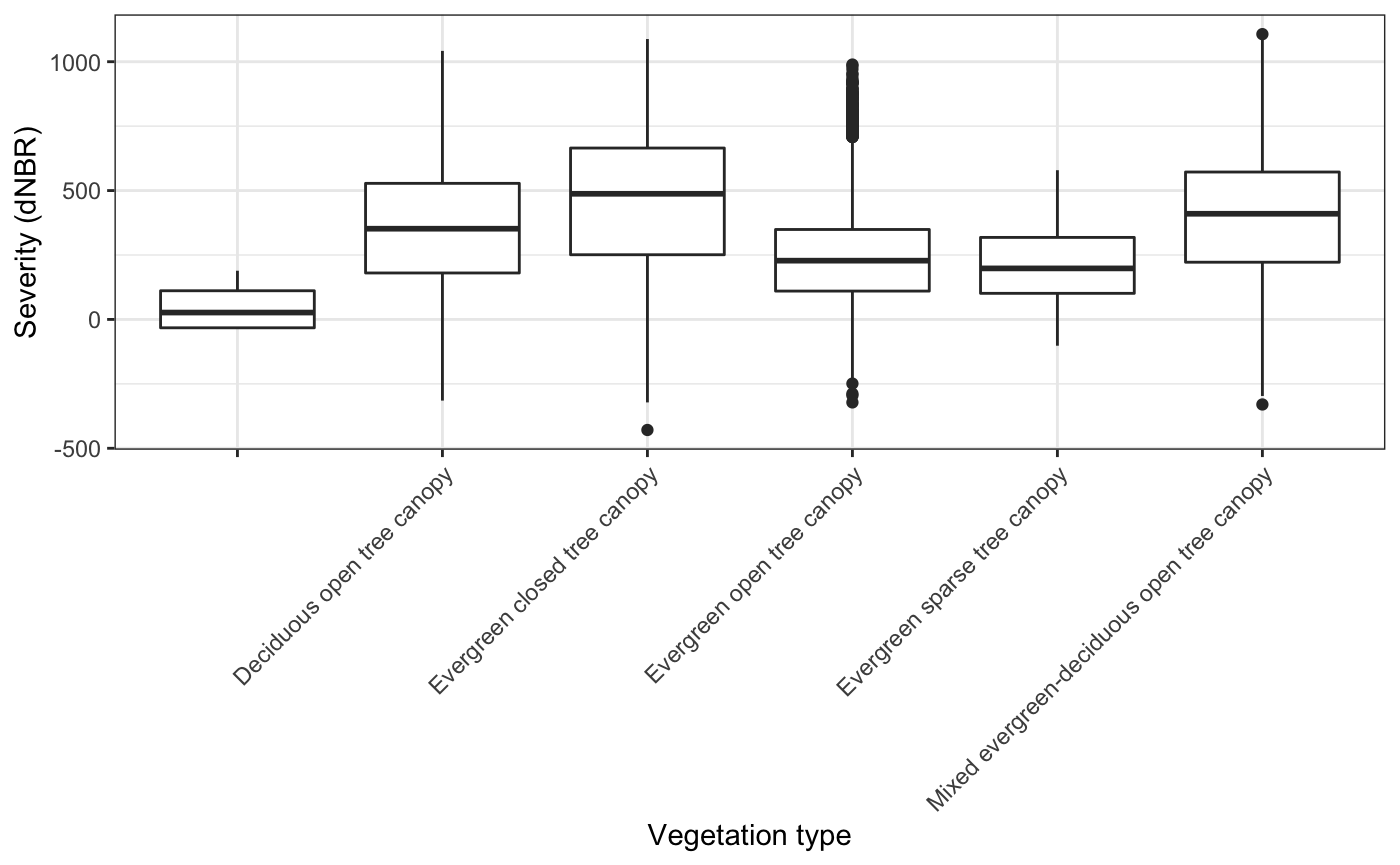 Severity (dNBR)
1000
500
0
-500
Deciduous open tree canopy
Evergreen closed tree canopy
Evergreen open tree canopy
Evergreen sparse tree canopy
Mixed evergreen-deciduous open tree canopy
Vegetation type